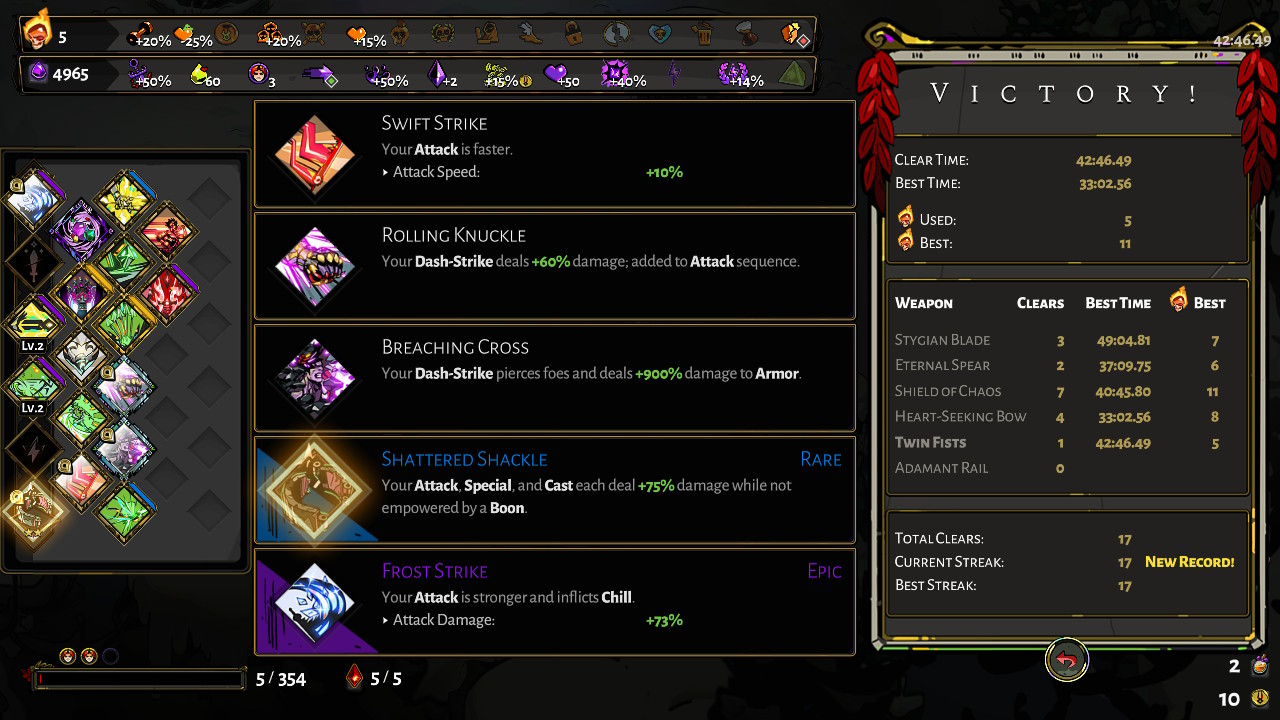 5
+20%
-25%
+20%
+15%
42:46.49
4965
+50%
60
3
+50%
+2
+15%
+50
+40%
+14%
VICTORY!
SWIFT STRIKE
Your Attack is faster.
‣ Attack Speed: +10%
CLEAR TIME: 42:46.49
BEST TIME: 33:02.56
USED: 5
BEST: 11
ROLLING KNUCKLE
Your Dash-Strike deals +60% damage; added to Attack sequence.
WEAPON CLEARS BEST TIME BEST
STYGIAN BLADE 3 49:04.81 7
ETERNAL SPEAR 2 37:09.75 6
SHIELD OF CHAOS 7 40:45.80 11
HEART-SEEKING BOW 4 33:02.56 8
TWIN FISTS 1 42:46.49 5
ADAMANT RAIL 0
Lv.2
Lv.2
BREACHING CROSS
Your Dash-Strike pierces foes and deals +900% damage to Armor.
SHATTERED SHACKLE RARE
Your Attack, Special, and Cast each deal +75% damage while not
empowered by a Boon.
TOTAL CLEARS: 17
CURRENT STREAK: 17 NEW RECORD!
BEST STREAK: 17
FROST STRIKE EPIC
Your Attack is stronger and inflicts Chill.
‣ Attack Damage: +73%
5 / 354
5 / 5
2
10